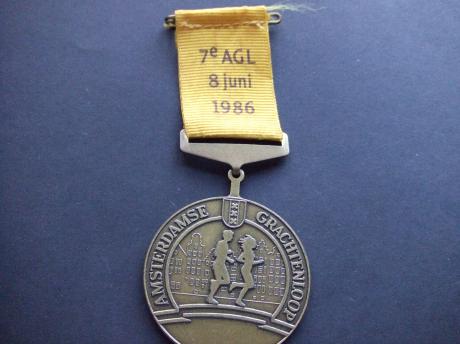 7e AGL
8 juni
1986
AMSTERDAMSE GRACHTENLOOP